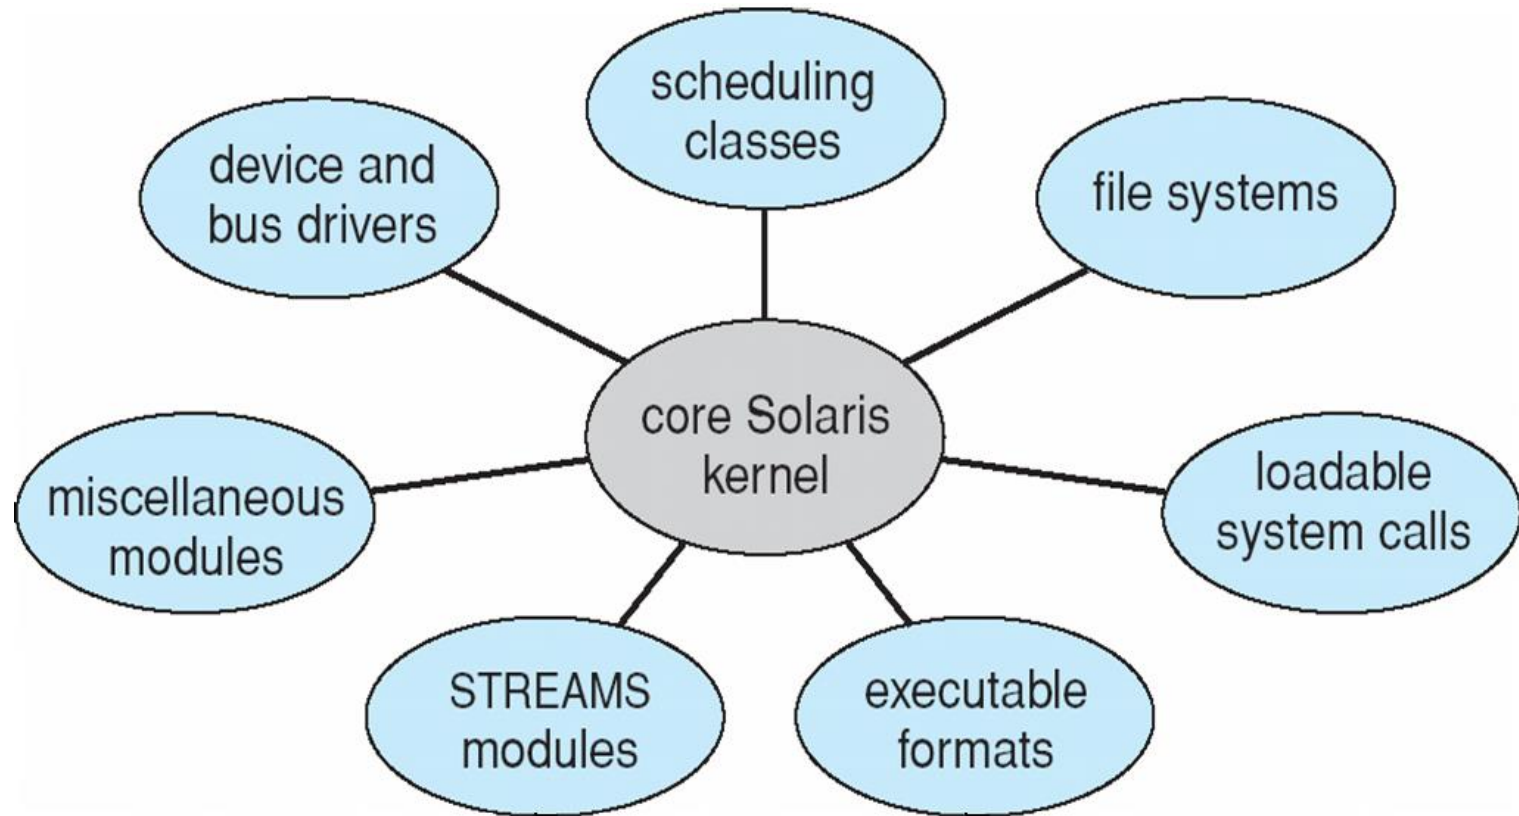 scheduling
classes
device and
bus drivers
file systems
core Solaris
kernel
miscellaneous
modules
loadable
system calls
STREAMS
modules
executable
formats